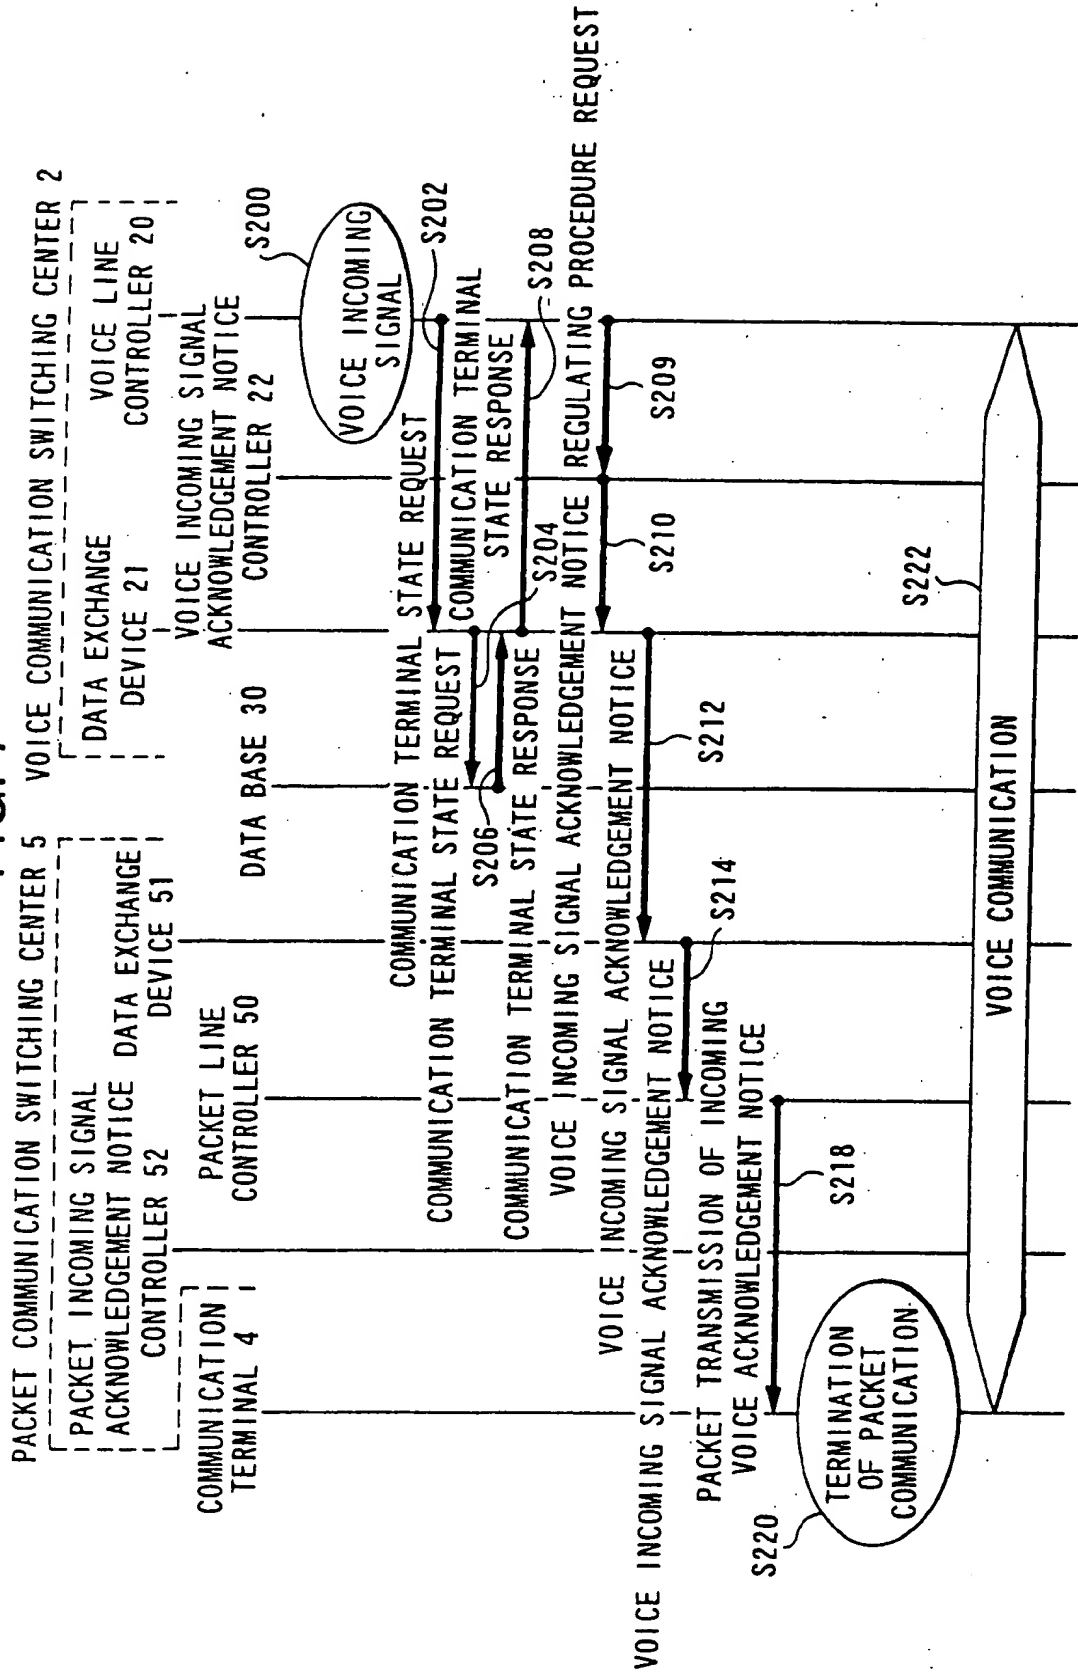 PACKET COMMUNICATION SWITCHING CENTER 5
VOICE COMMUNICATION SWITCHING CENTER 2
PACKET INCOMING SIGNAL
ACKNOWLEDGEMENT NOTICE
CONTROLLER 52
DATA EXCHANGE
DEVICE 51
DATA EXCHANGE
DEVICE 21
VOICE LINE
CONTROLLER 20
COMMUNICATION
TERMINAL 4
PACKET LINE
CONTROLLER 50
DATA BASE 30
VOICE INCOMING SIGNAL
ACKNOWLEDGEMENT NOTICE
CONTROLLER 22
S200
VOICE INCOMING
SIGNAL
COMMUNICATION TERMINAL STATE REQUEST
S202
COMMUNICATION TERMINAL STATE REQUEST
S204
COMMUNICATION TERMINAL
STATE RESPONSE
S206
COMMUNICATION TERMINAL STATE RESPONSE
S208
VOICE INCOMING SIGNAL ACKNOWLEDGEMENT NOTICE REGULATING PROCEDURE REQUEST
S209
S210
VOICE INCOMING SIGNAL ACKNOWLEDGEMENT NOTICE
S212
VOICE INCOMING SIGNAL ACKNOWLEDGEMENT NOTICE
S214
PACKET TRANSMISSION OF INCOMING
VOICE ACKNOWLEDGEMENT NOTICE
S218
S220
TERMINATION
OF PACKET
COMMUNICATION
S222
VOICE COMMUNICATION